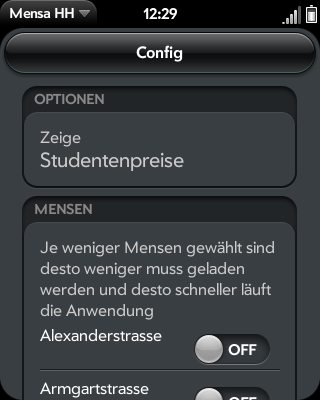 Mensa HH
12:29
Config
OPTIONEN
Zeige
Studentenpreise
MENSEN
Je weniger Mensen gewählt sind
desto weniger muss geladen
werden und desto schneller läuft
die Anwendung
Alexanderstrasse
OFF
Armgartstrasse
OFF